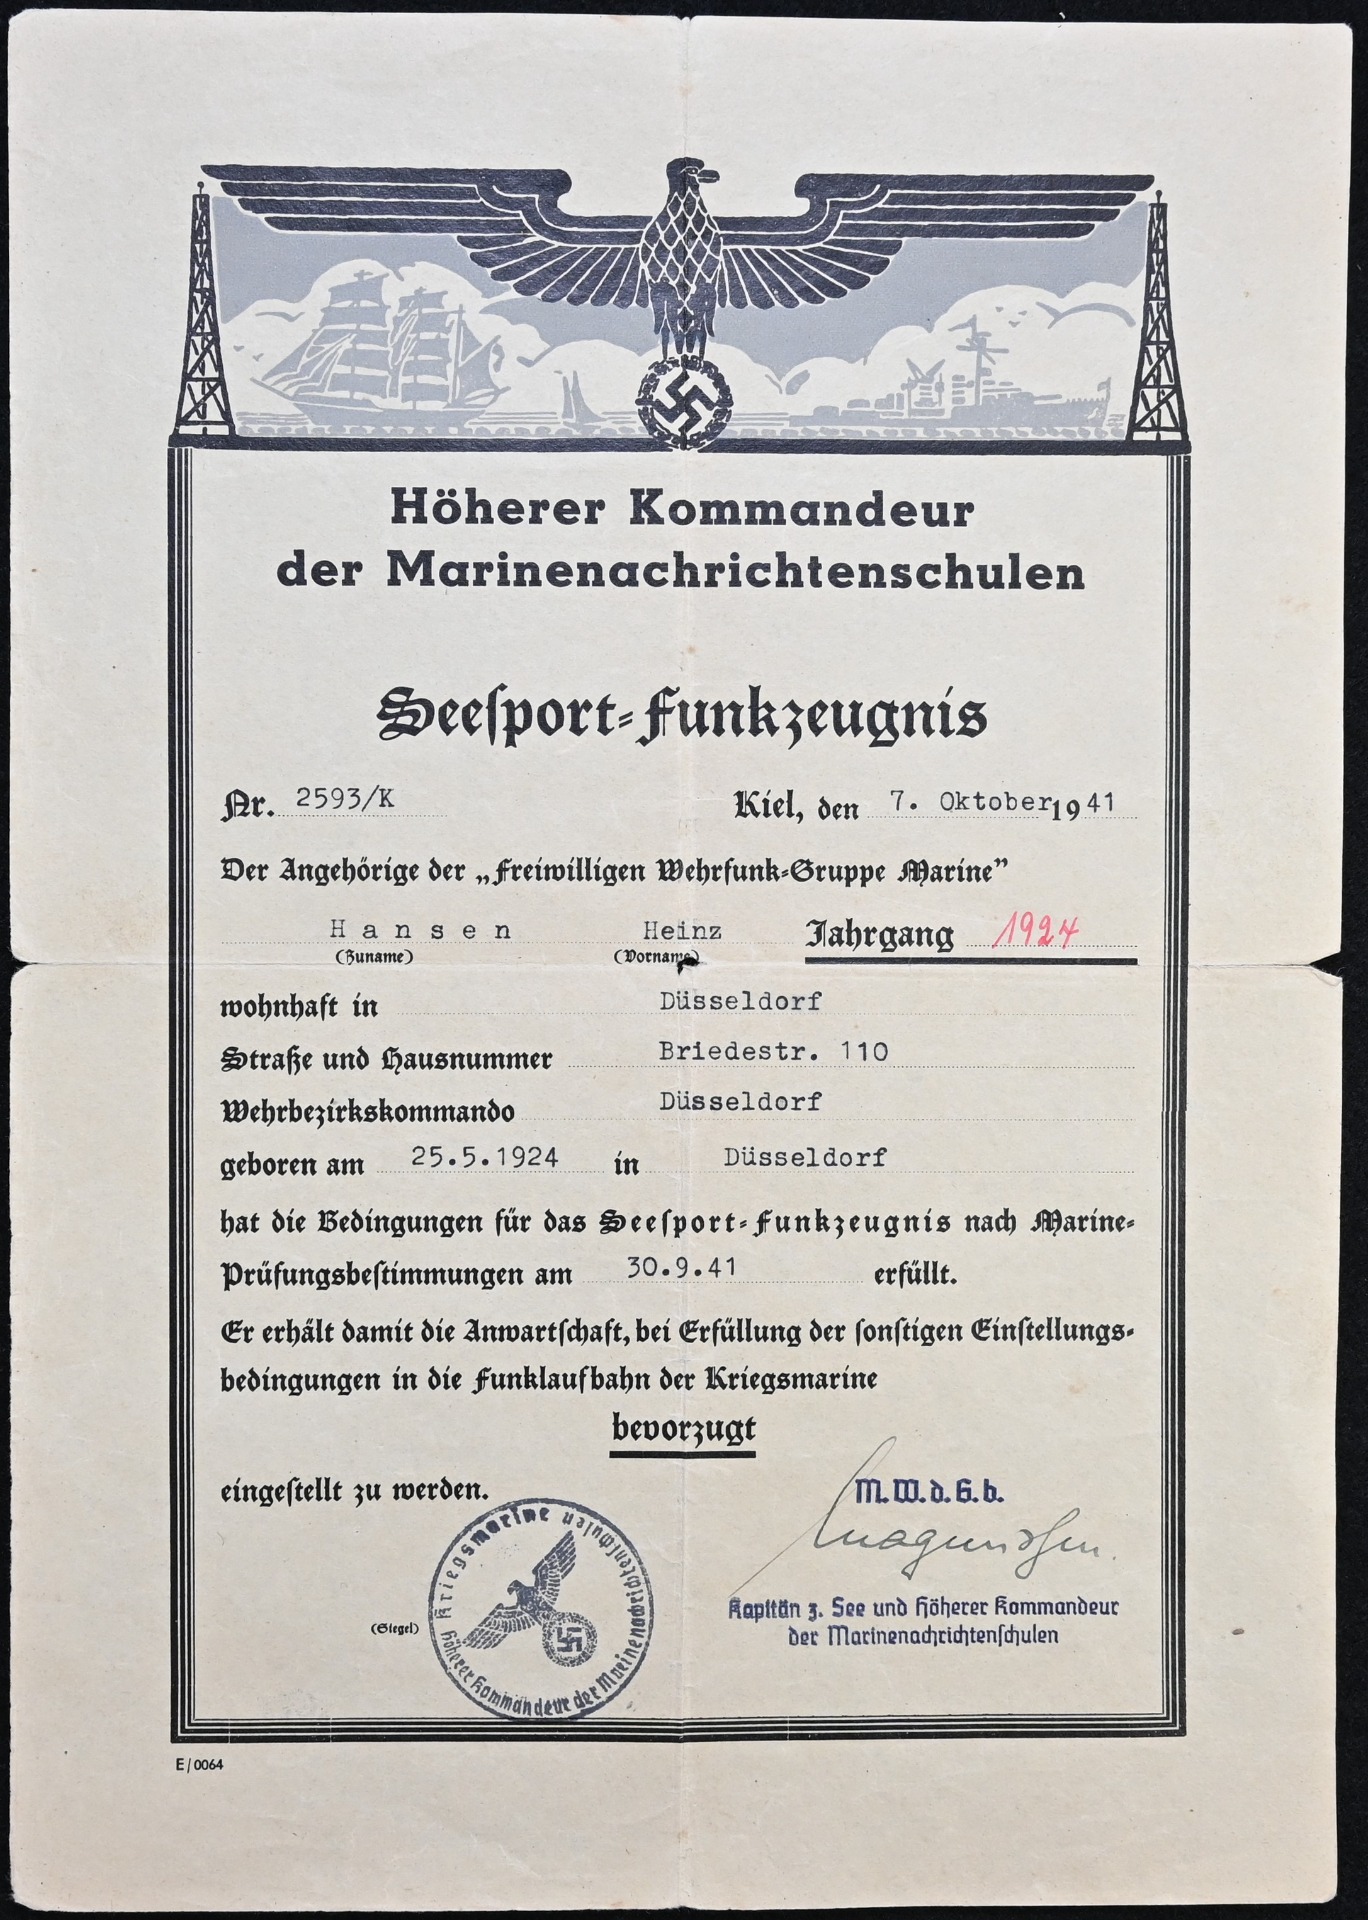 Höherer Kommandeur
der Marinenachrichtenschulen
Seeſport-Funkzeugnis
Nr. 2593/K Kiel, den 7. Oktober 1941
Der Angehörige der „Freiwilligen Wehrfunk-Gruppe Marine”
Hansen Heinz Jahrgang 1924
(Zuname) (Vorname)
wohnhaft in Düsseldorf
Straße und Hausnummer Briedestr. 110
Wehrbezirkskommando Düsseldorf
geboren am 25.5.1924 in Düsseldorf
hat die Bedingungen für das Seeſport-Funkzeugnis nach Marine-
Prüfungsbeſtimmungen am 30.9.41 erfüllt.
Er erhält damit die Anwartſchaft, bei Erfüllung der ſonſtigen Einſtellungs-
bedingungen in die Funklaufbahn der Kriegsmarine
bevorzugt
eingeſtellt zu werden.
M.W.d.G.b.
Kapitän z. See und Höherer Kommandeur
der Marinenachrichtenſchulen
(Siegel)
Kriegsmarine
Höherer Kommandeur der Marinenachrichtenſchulen
E/0064